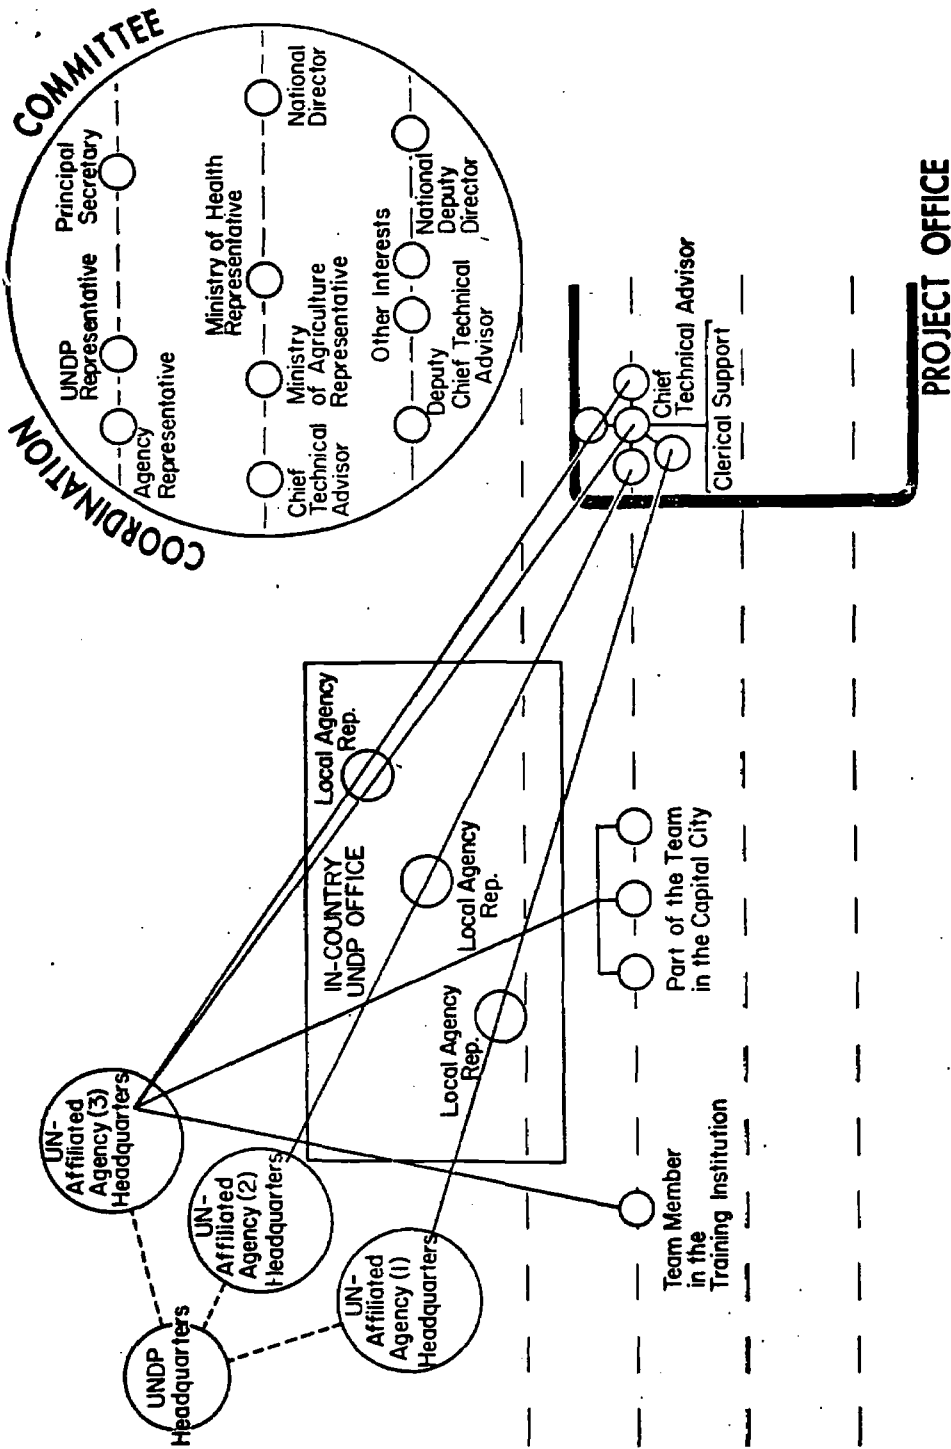 COORDINATION COMMITTEE
UNDP
Representative
Principal
Secretary
Agency
Representative
Ministry of Health
Representative
National
Director
Chief
Technical
Advisor
Ministry
of Agriculture
Representative
Other Interests
Deputy
Chief Technical
Advisor
National
Deputy
Director
UN-
Affiliated
Agency (3)
Headquarters
UNDP
Headquarters
UN-
Affiliated
Agency (2)
Headquarters
UN-
Affiliated
Agency (1)
Headquarters
IN-COUNTRY
UNDP OFFICE
Local Agency
Rep.
Local Agency
Rep.
Local Agency
Rep.
Chief
Technical Advisor
Clerical Support
Team Member
in the
Training Institution
Part of the Team
in the Capital City
PROJECT OFFICE